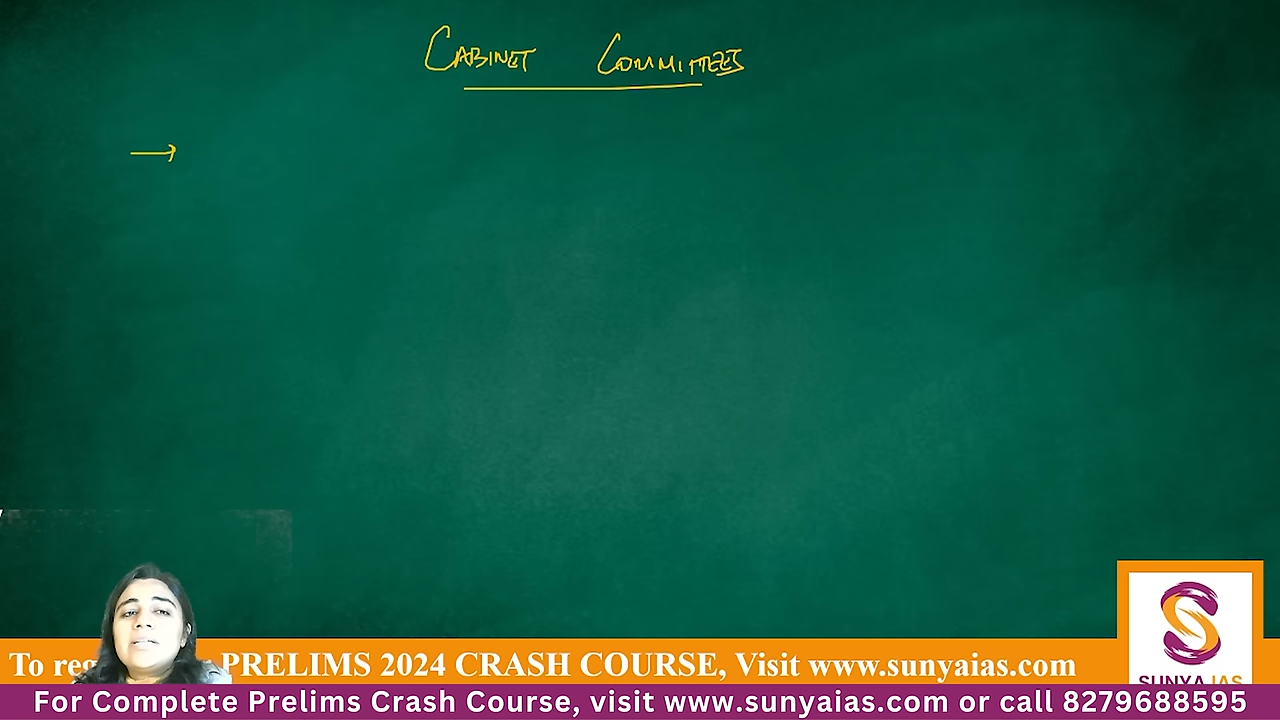 CABINET COMMITTEES
→
To reg PRELIMS 2024 CRASH COURSE, Visit www.sunyaias.com
SUNYA IAS
For Complete Prelims Crash Course, visit www.sunyaias.com or call 8279688595